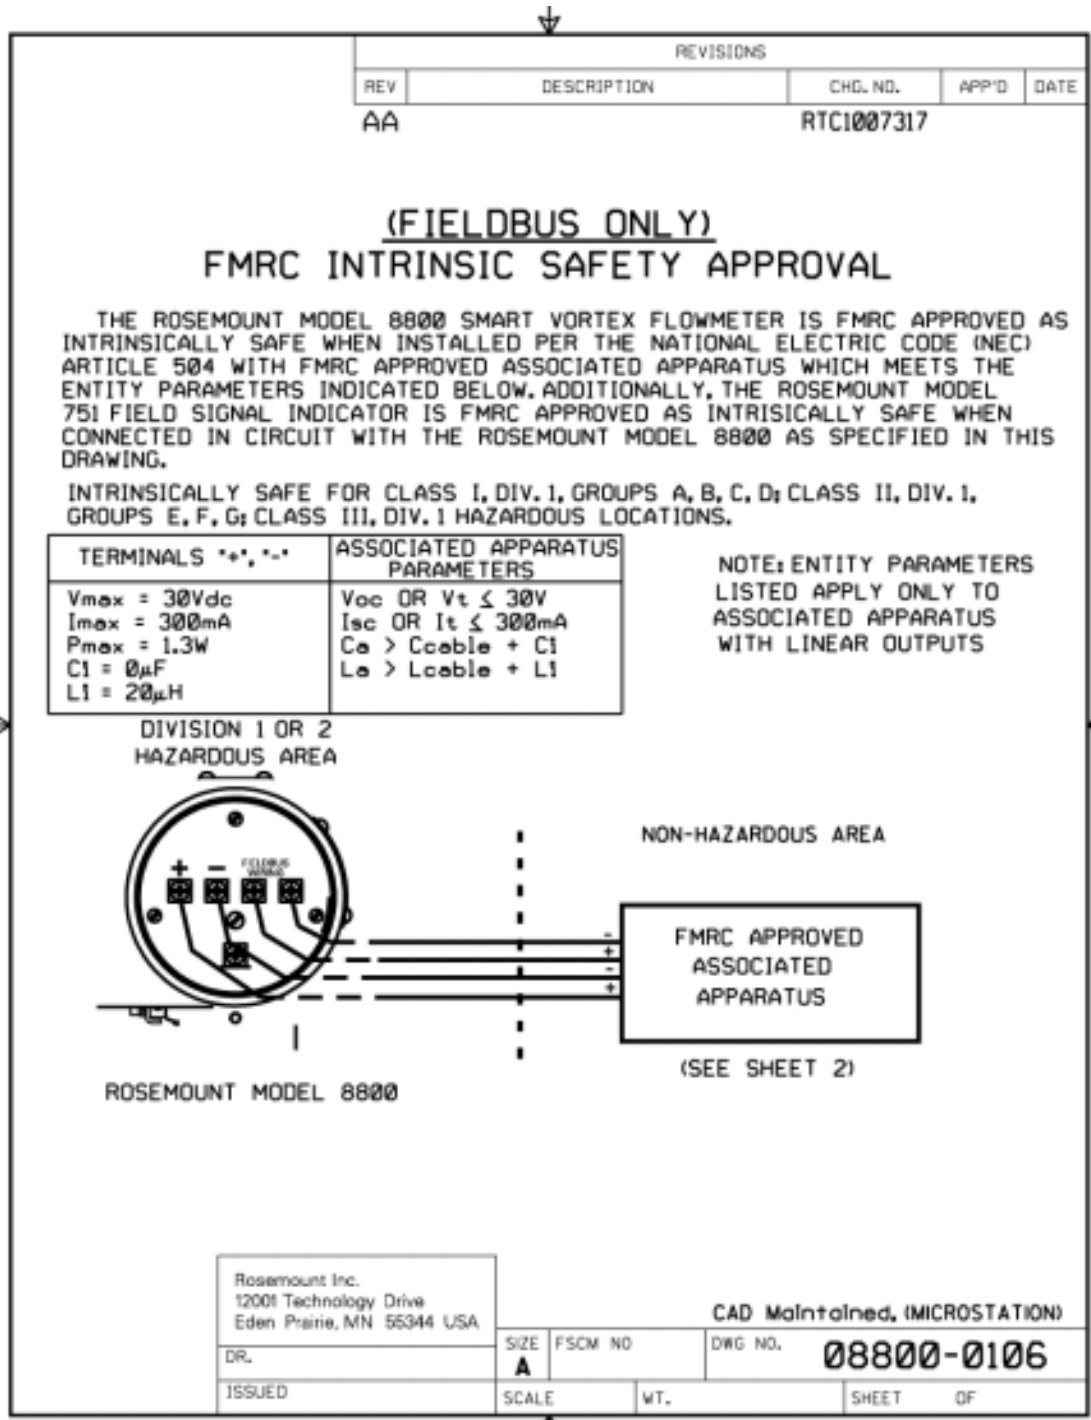 REVISIONS
REV DESCRIPTION CHG. NO. APP'D DATE
AA RTC1007317
(FIELDBUS ONLY)
FMRC INTRINSIC SAFETY APPROVAL
THE ROSEMOUNT MODEL 8800 SMART VORTEX FLOWMETER IS FMRC APPROVED AS
INTRINSICALLY SAFE WHEN INSTALLED PER THE NATIONAL ELECTRIC CODE (NEC)
ARTICLE 504 WITH FMRC APPROVED ASSOCIATED APPARATUS WHICH MEETS THE
ENTITY PARAMETERS INDICATED BELOW. ADDITIONALLY, THE ROSEMOUNT MODEL
751 FIELD SIGNAL INDICATOR IS FMRC APPROVED AS INTRISICALLY SAFE WHEN
CONNECTED IN CIRCUIT WITH THE ROSEMOUNT MODEL 8800 AS SPECIFIED IN THIS
DRAWING.
INTRINSICALLY SAFE FOR CLASS I, DIV. 1, GROUPS A, B, C, D; CLASS II, DIV. 1,
GROUPS E, F, G; CLASS III, DIV. 1 HAZARDOUS LOCATIONS.
TERMINALS "+", "-"
Vmax = 30Vdc
Imax = 300mA
Pmax = 1.3W
C1 = 0µF
L1 = 20µH
ASSOCIATED APPARATUS
PARAMETERS
Voc OR Vt ≤ 30V
Isc OR It ≤ 300mA
Ca > Ccable + C1
La > Lcable + L1
NOTE: ENTITY PARAMETERS
LISTED APPLY ONLY TO
ASSOCIATED APPARATUS
WITH LINEAR OUTPUTS
DIVISION 1 OR 2
HAZARDOUS AREA
+ - FIELDBUS
WIRING
NON-HAZARDOUS AREA
-
+
-
+
FMRC APPROVED
ASSOCIATED
APPARATUS
(SEE SHEET 2)
ROSEMOUNT MODEL 8800
Rosemount Inc.
12001 Technology Drive
Eden Prairie, MN 55344 USA
DR.
ISSUED
CAD Maintained, (MICROSTATION)
SIZE FSCM NO DWG NO.
A 08800-0106
SCALE WT. SHEET OF